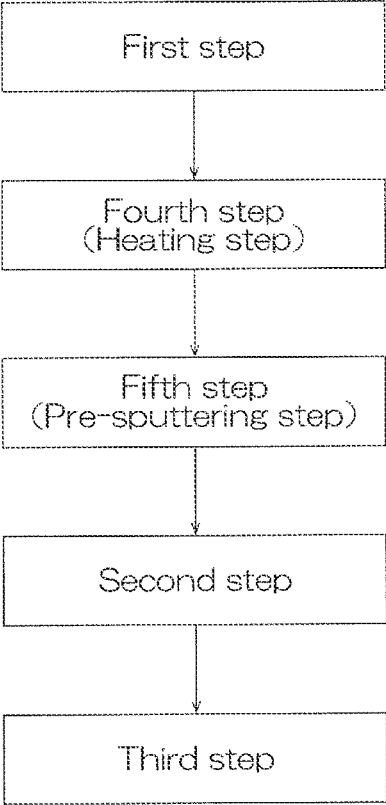 First step
Fourth step
(Heating step)
Fifth step
(Pre-sputtering step)
Second step
Third step